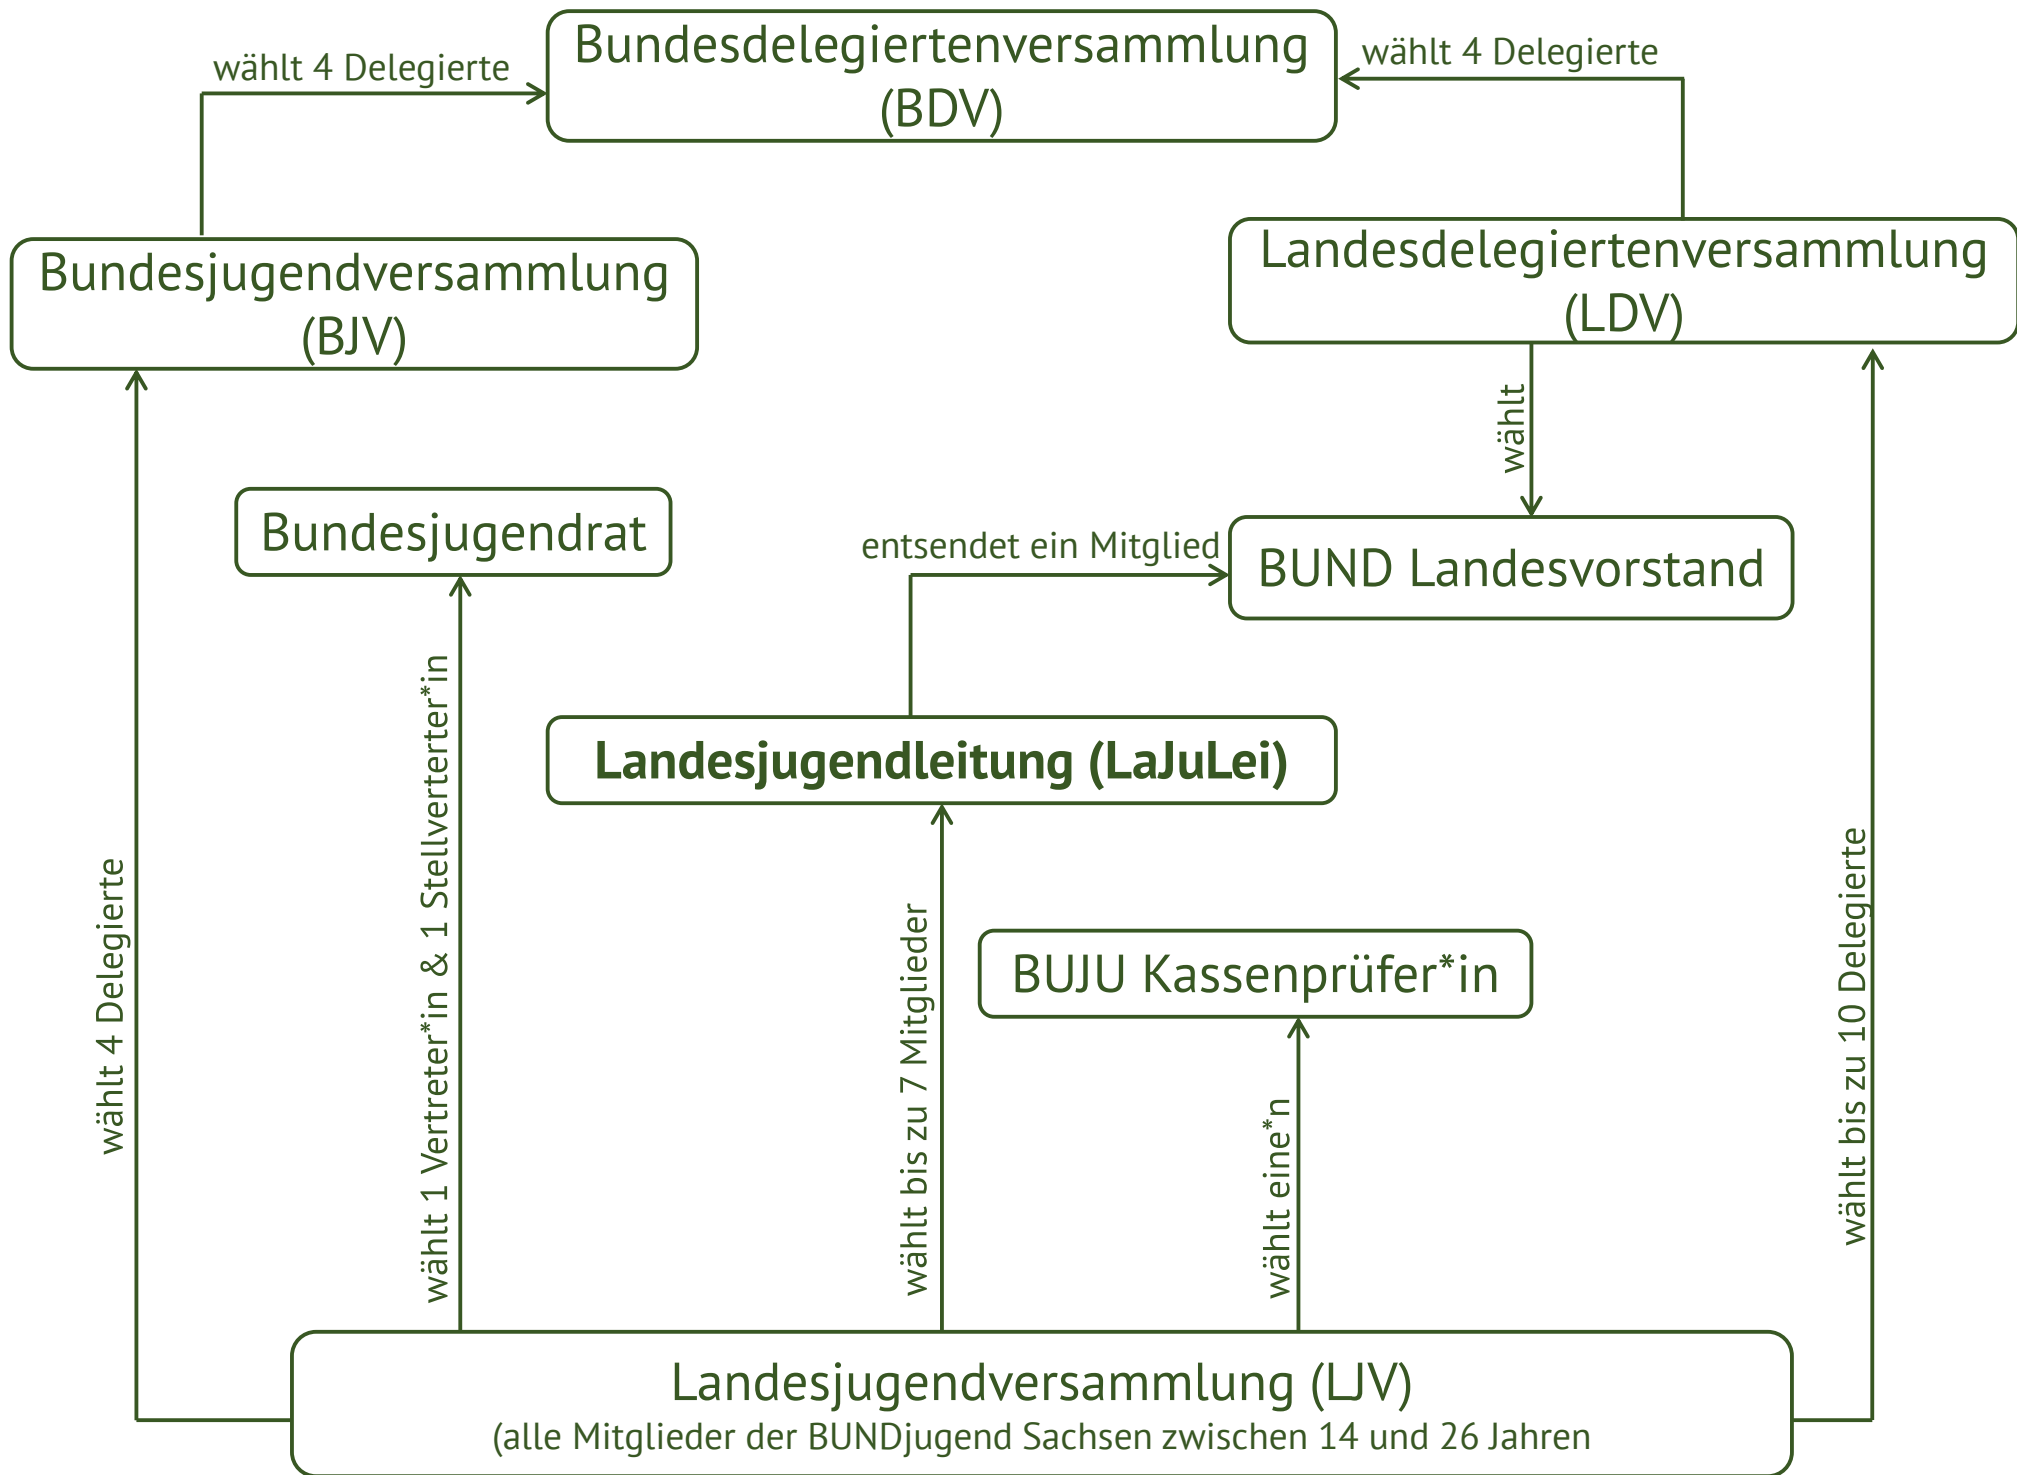 Bundesdelegiertenversammlung
(BDV)
wählt 4 Delegierte
wählt 4 Delegierte
Bundesjugendversammlung
(BJV)
Landesdelegiertenversammlung
(LDV)
wählt
Bundesjugendrat
entsendet ein Mitglied
BUND Landesvorstand
Landesjugendleitung (LaJuLei)
BUJU Kassenprüfer*in
wählt 4 Delegierte
wählt 1 Vertreter*in & 1 Stellverterter*in
wählt bis zu 7 Mitglieder
wählt eine*n
wählt bis zu 10 Delegierte
Landesjugendversammlung (LJV)
(alle Mitglieder der BUNDjugend Sachsen zwischen 14 und 26 Jahren